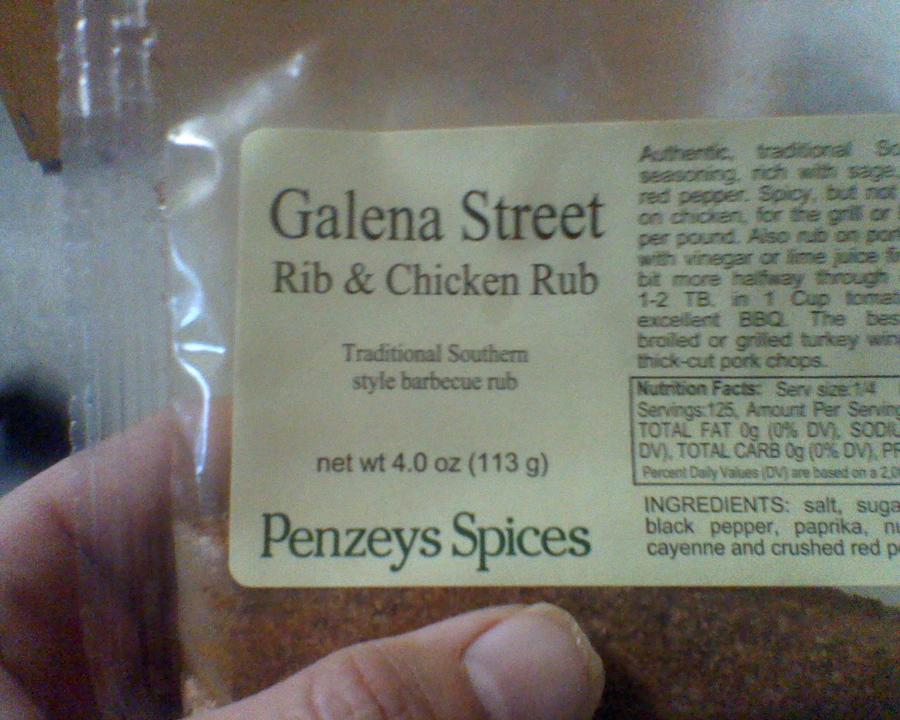 Galena Street
Rib & Chicken Rub
Traditional Southern
style barbecue rub
net wt 4.0 oz (113 g)
Penzeys Spices
Authentic, traditional
seasoning, rich with sage,
red pepper. Spicy, but not
on chicken, for the grill or
per pound. Also rub on
with vinegar or lime juice
bit more halfway through
1-2 TB. in 1 Cup
excellent BBQ. The
broiled or grilled turkey
thick-cut pork chops.
Nutrition Facts: Serv size:1/4
Servings:125, Amount Per
TOTAL FAT 0g (0% DV),
DV), TOTAL CARB 0g (0% DV),
Percent Daily Values (DV) are based on a
INGREDIENTS: salt,
black pepper, paprika,
cayenne and crushed red